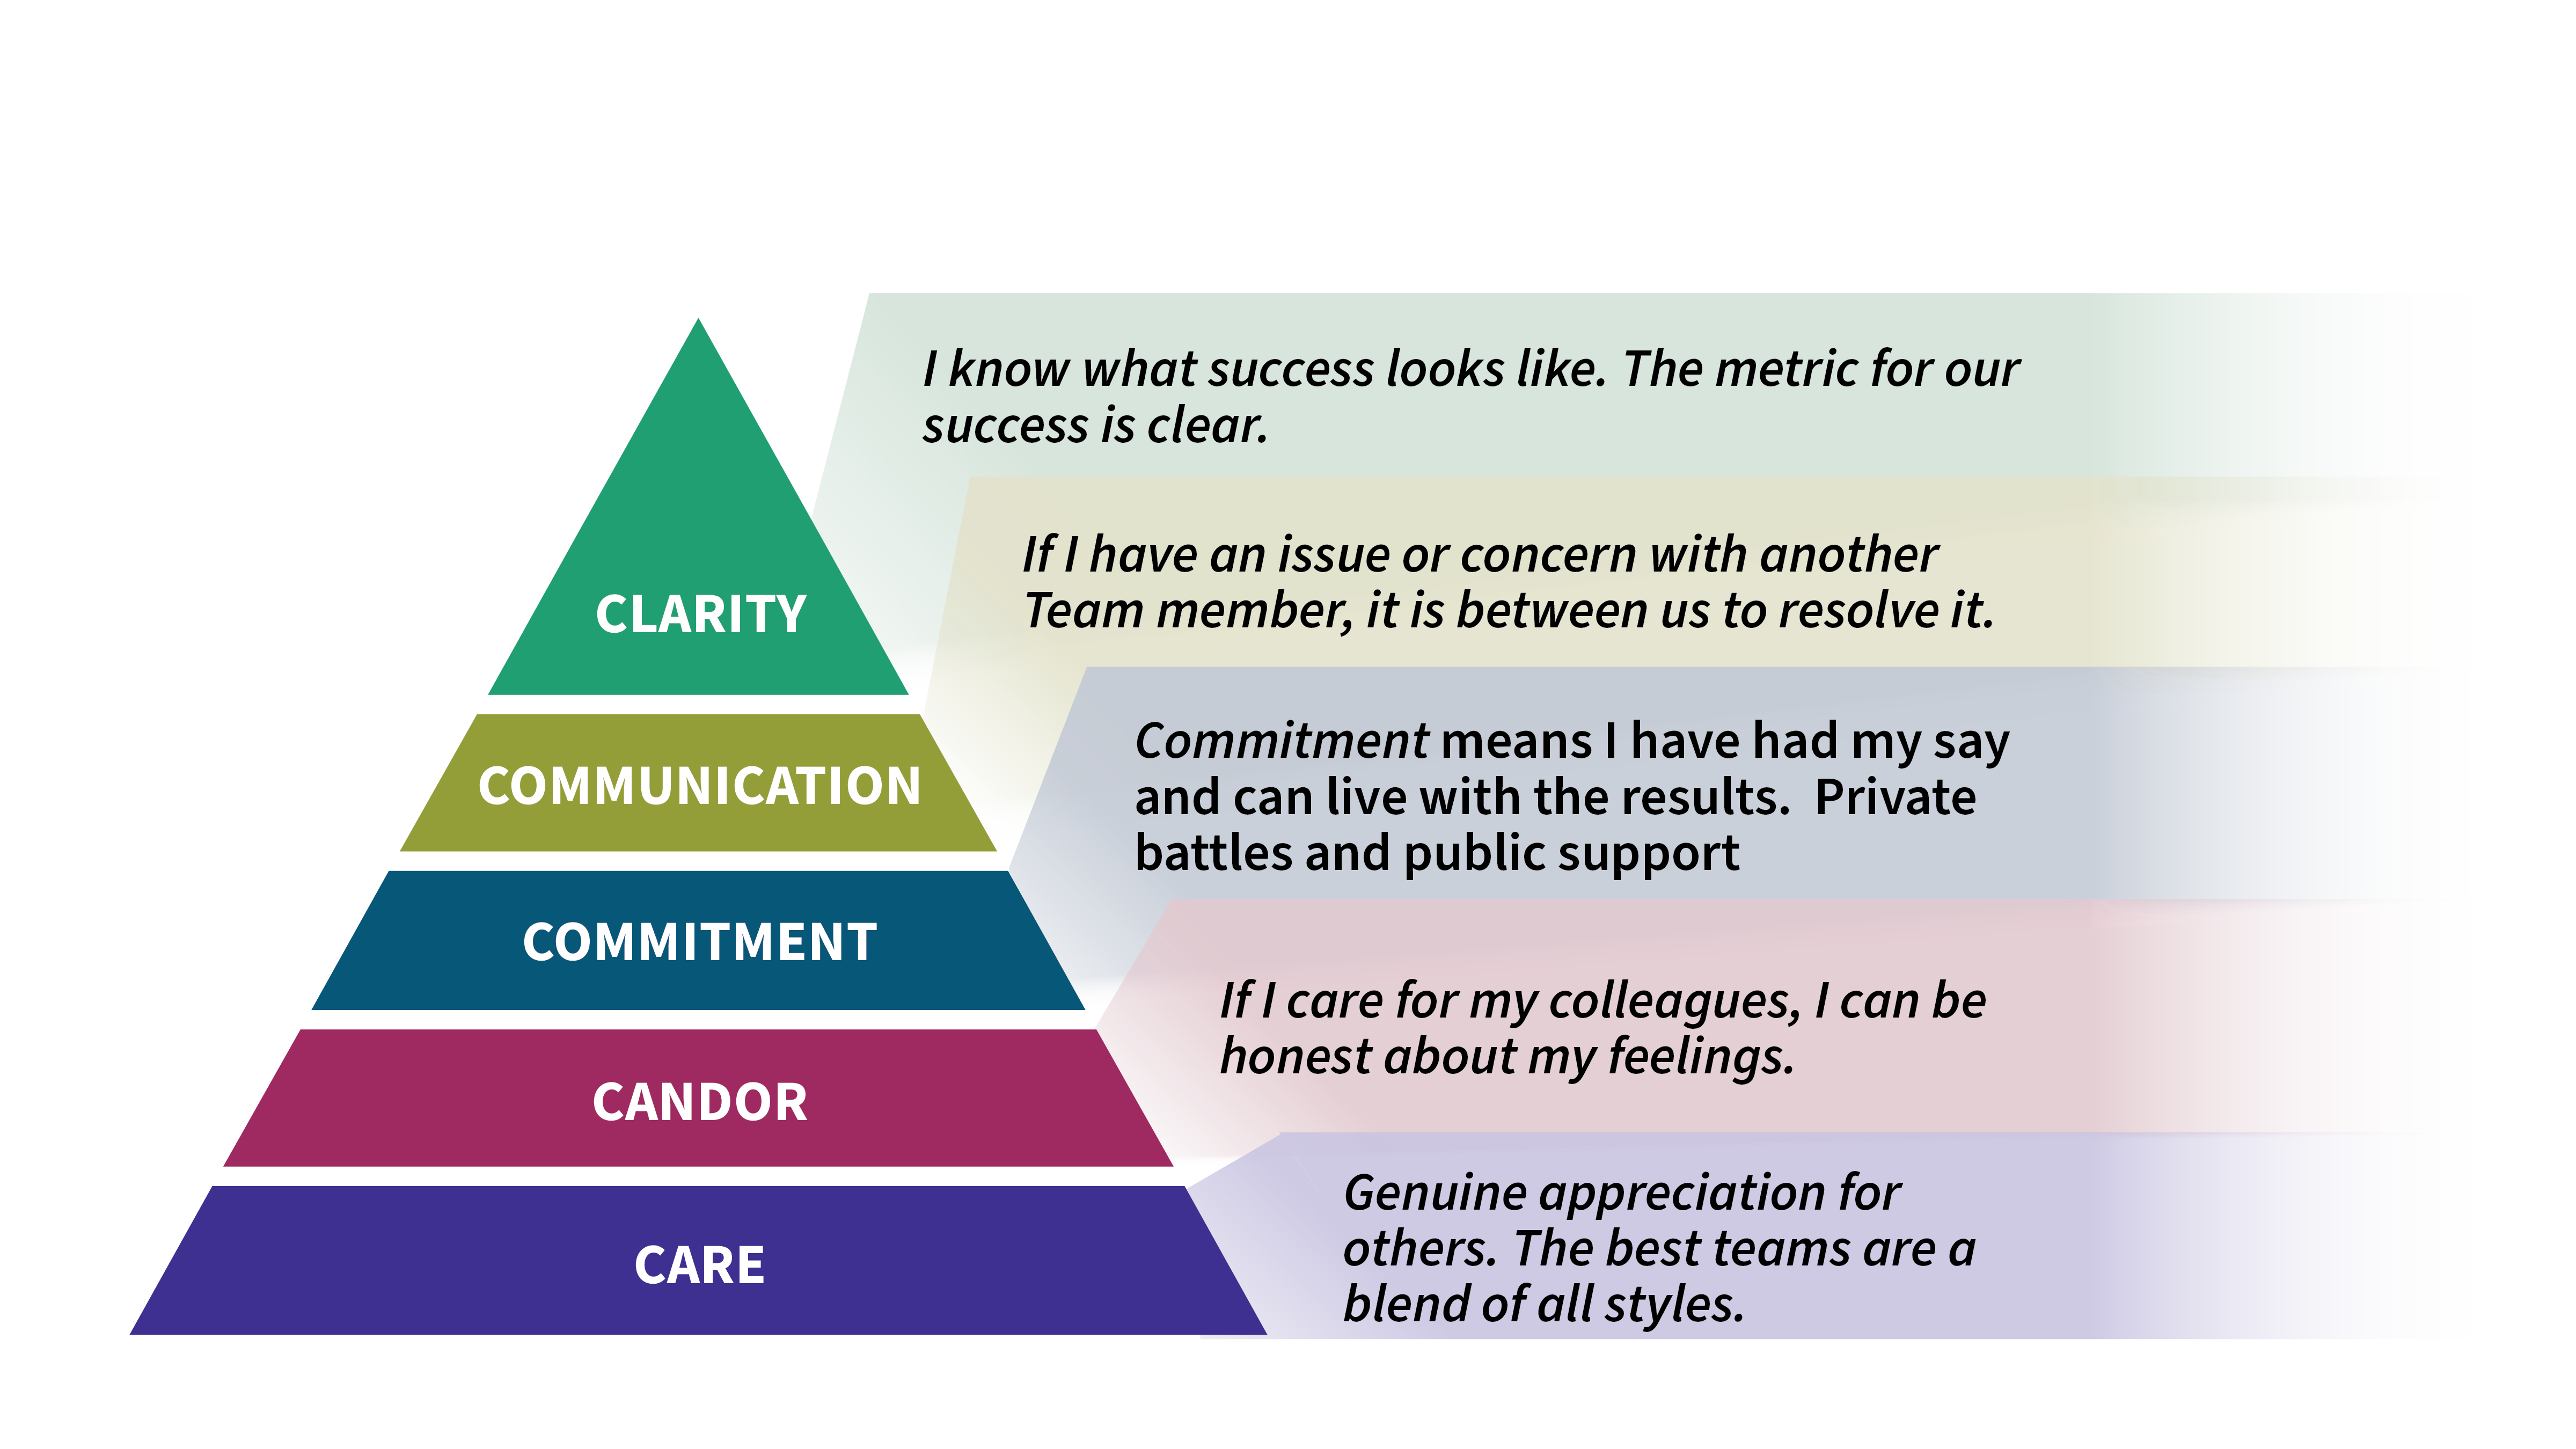 I know what success looks like. The metric for our
success is clear.
CLARITY
If I have an issue or concern with another
Team member, it is between us to resolve it.
COMMUNICATION
Commitment means I have had my say
and can live with the results.  Private
battles and public support
COMMITMENT
If I care for my colleagues, I can be
honest about my feelings.
CANDOR
Genuine appreciation for
others. The best teams are a
blend of all styles.
CARE